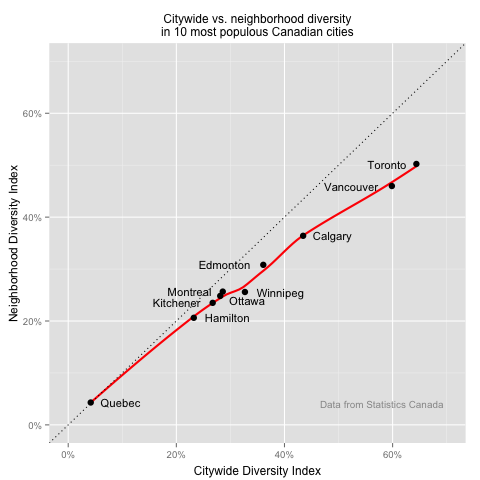 Citywide vs. neighborhood diversity
in 10 most populous Canadian cities
Neighborhood Diversity Index
60%
40%
20%
0%
Toronto
Vancouver
Calgary
Edmonton
Montreal
Winnipeg
Kitchener
Ottawa
Hamilton
Quebec
Data from Statistics Canada
0%
20%
40%
60%
Citywide Diversity Index